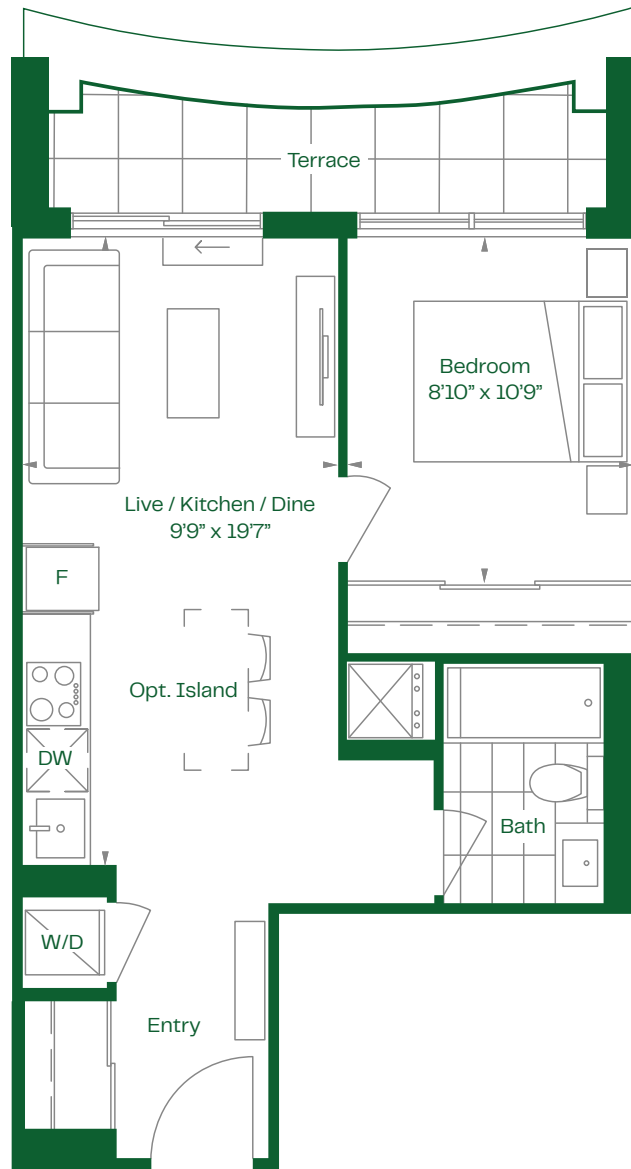 Terrace
Bedroom
8'10" x 10'9"
Live / Kitchen / Dine
9'9" x 19'7"
F
Opt. Island
DW
Bath
W/D
Entry